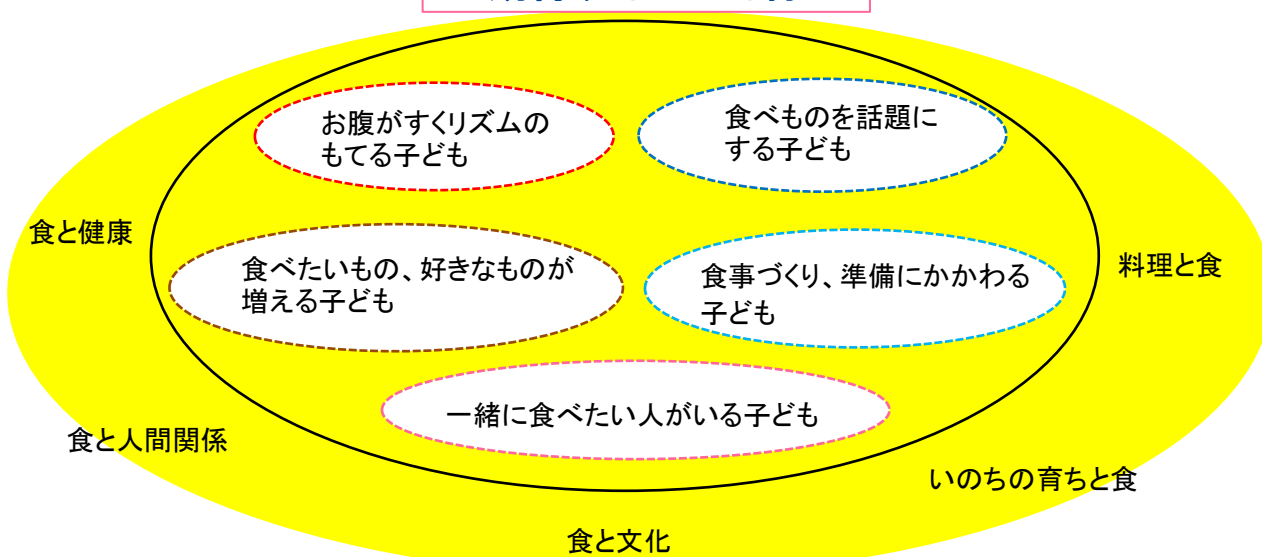 お腹がすくリズムの
もてる子ども
食べものを話題に
する子ども
食と健康
食べたいもの、好きなものが
増える子ども
食事づくり、準備にかかわる
子ども
料理と食
一緒に食べたい人がいる子ども
食と人間関係
いのちの育ちと食
食と文化